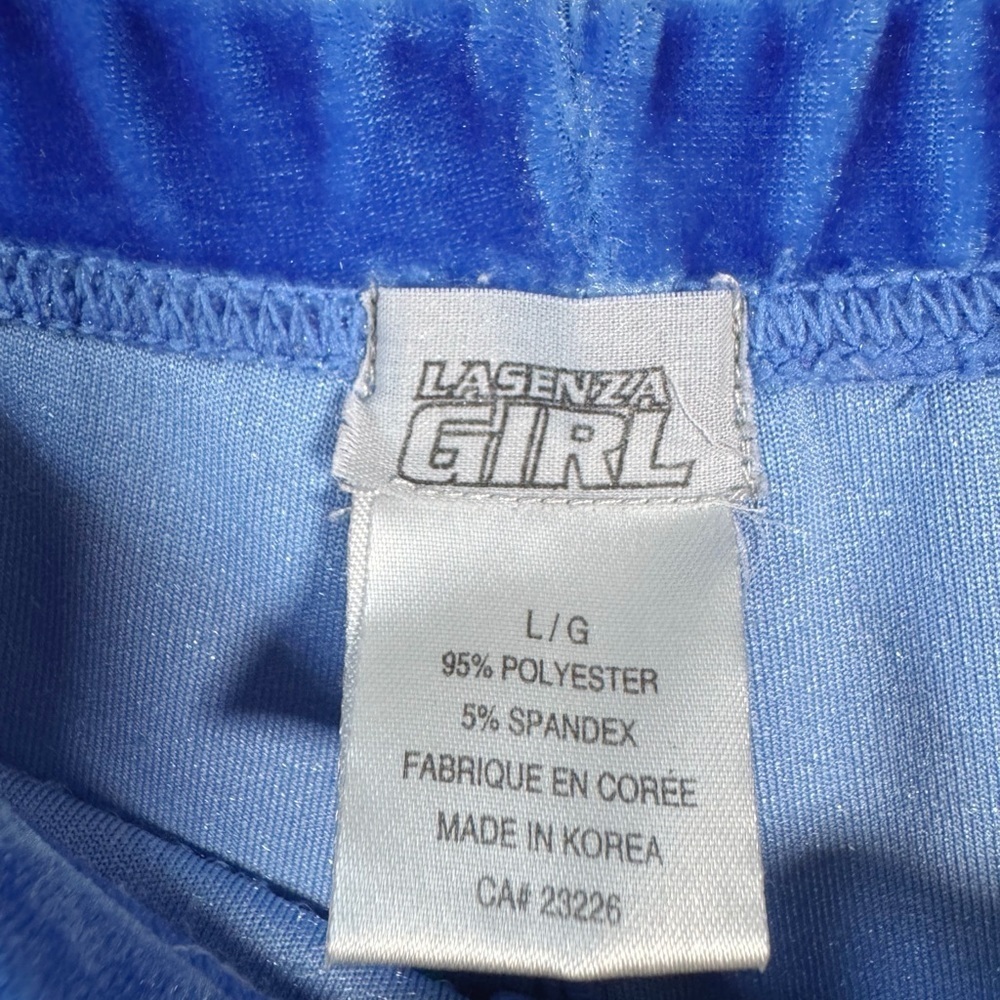 LASENZA
GIRL
L / G
95% POLYESTER
5% SPANDEX
FABRIQUE EN CORÉE
MADE IN KOREA
CA# 23226